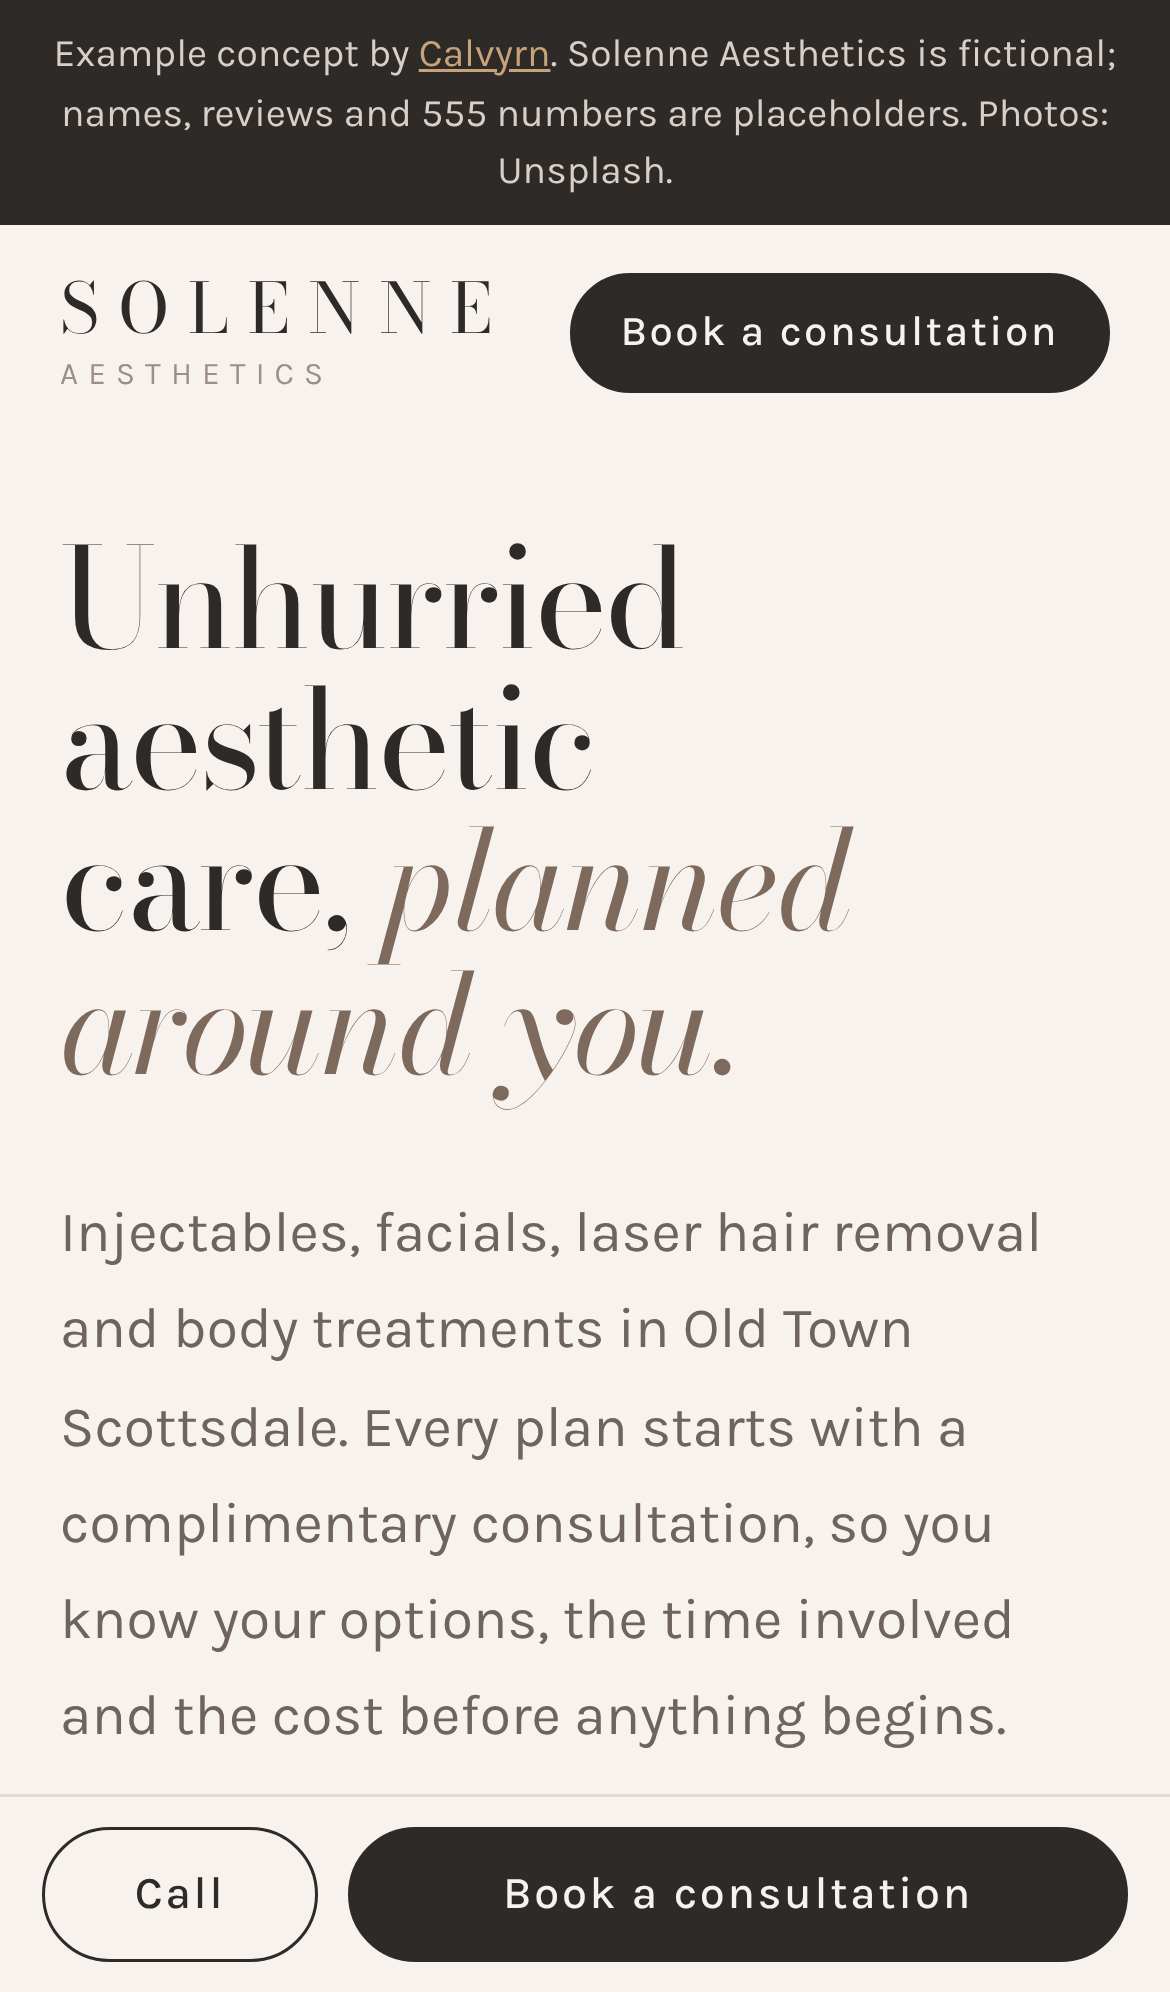 Example concept by Calvyrn. Solenne Aesthetics is fictional;
names, reviews and 555 numbers are placeholders. Photos:
Unsplash.
SOLENNE
AESTHETICS
Book a consultation
Unhurried
aesthetic
care, planned
around you.
Injectables, facials, laser hair removal
and body treatments in Old Town
Scottsdale. Every plan starts with a
complimentary consultation, so you
know your options, the time involved
and the cost before anything begins.
Call
Book a consultation